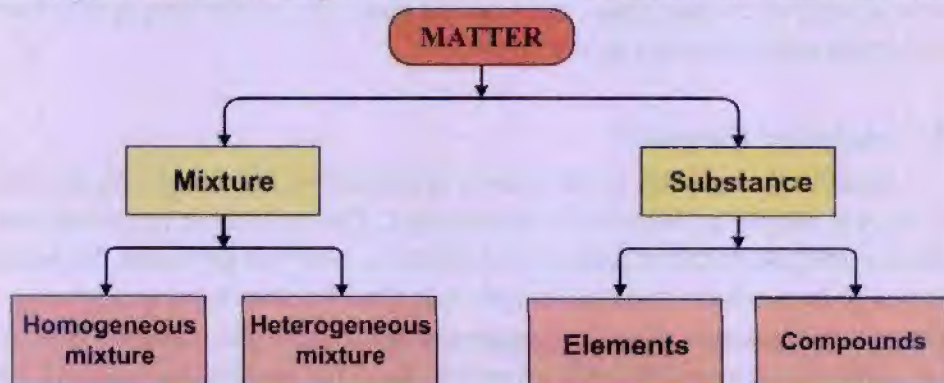 MATTER
Mixture
Substance
Homogeneous
mixture
Heterogeneous
mixture
Elements
Compounds